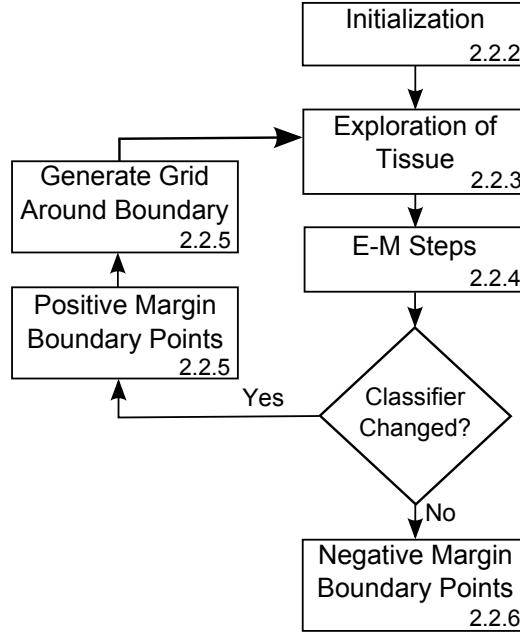 Initialization
2.2.2
Exploration of
Tissue
2.2.3
Generate Grid
Around Boundary
2.2.5
E-M Steps
2.2.4
Positive Margin
Boundary Points
2.2.5
Classifier
Changed?
Yes
No
Negative Margin
Boundary Points
2.2.6